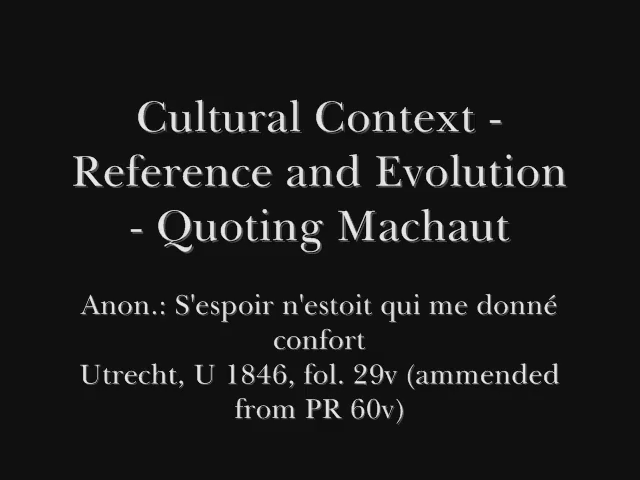 Cultural Context -
Reference and Evolution
- Quoting Machaut
Anon.: S'espoir n'estoit qui me donné
confort
Utrecht, U 1846, fol. 29v (ammended
from PR 60v)